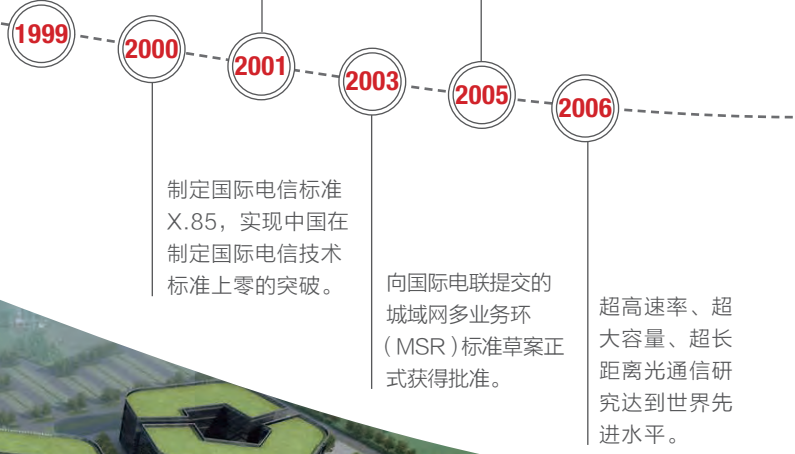 1999
2000
2001
2003
2005
2006
制定国际电信标准
X.85，实现中国在
制定国际电信技术
标准上零的突破。
向国际电联提交的
城域网多业务环
（MSR）标准草案正
式获得批准。
超高速率、超
大容量、超长
距离光通信研
究达到世界先
进水平。